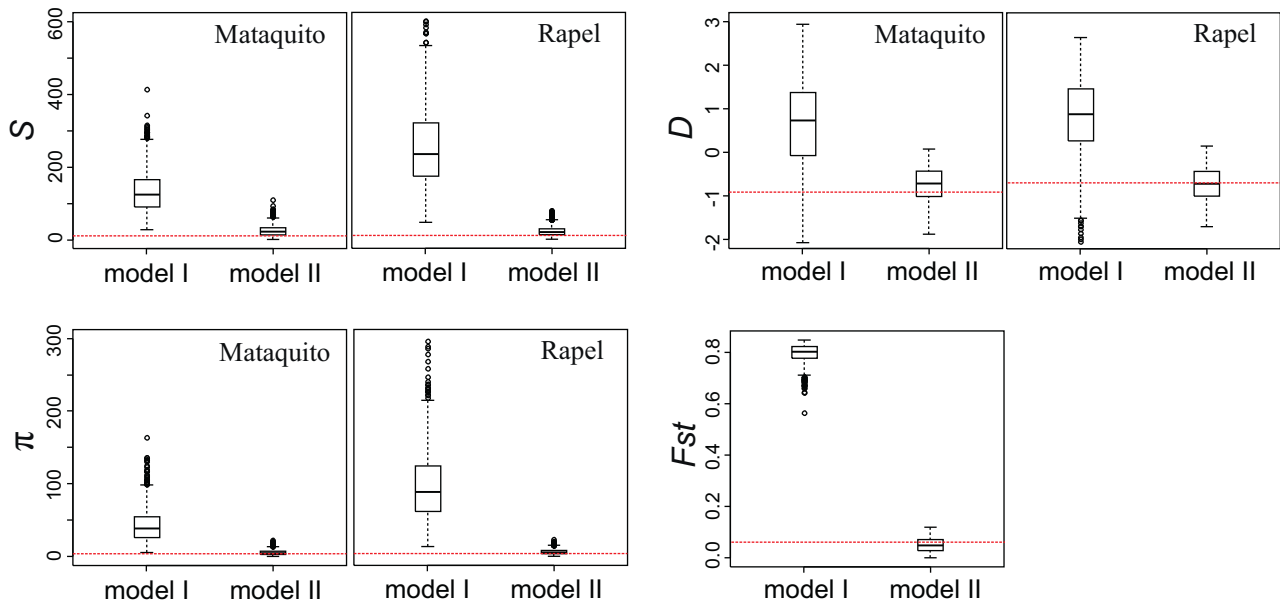 S
600
400
200
0
Mataquito
Rapel
model I
model II
model I
model II
D
3
2
1
0
-1
-2
Mataquito
Rapel
model I
model II
model I
model II
π
300
200
100
0
Mataquito
Rapel
model I
model II
model I
model II
Fst
0.8
0.6
0.4
0.2
0.0
model I
model II